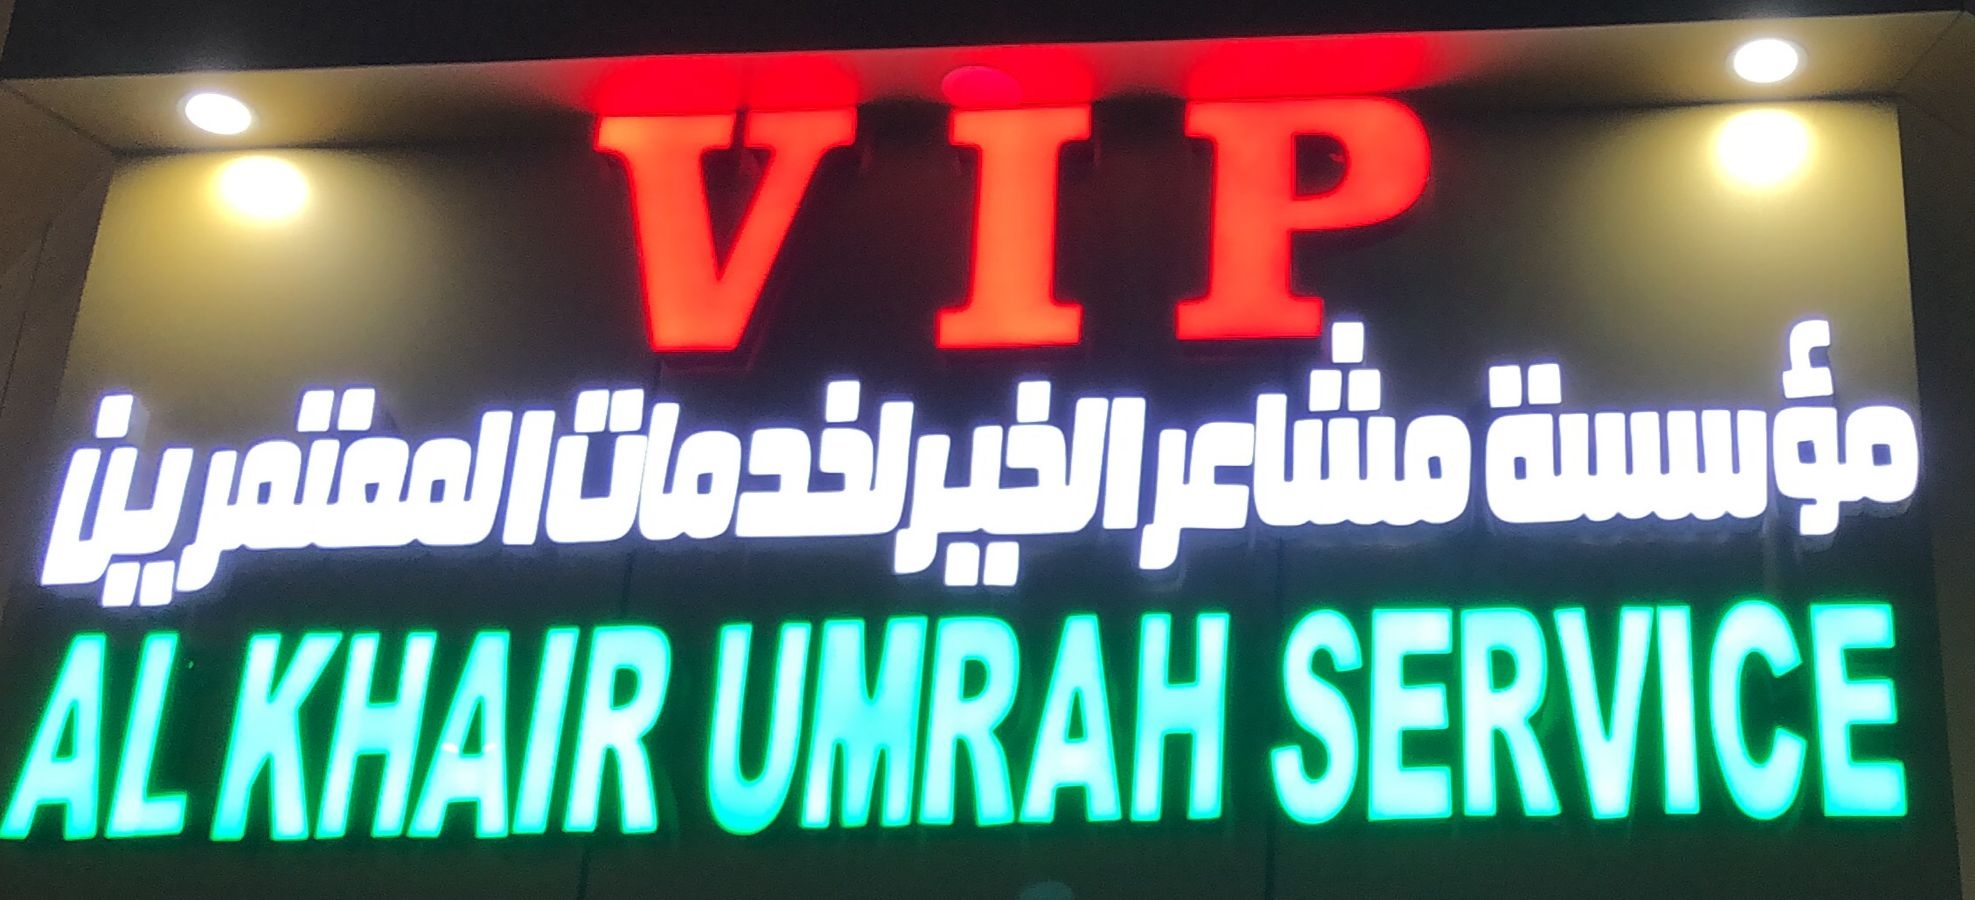 VIP
مؤسسة مشاعر الخير لخدمات المعتمرين
AL KHAIR UMRAH SERVICE